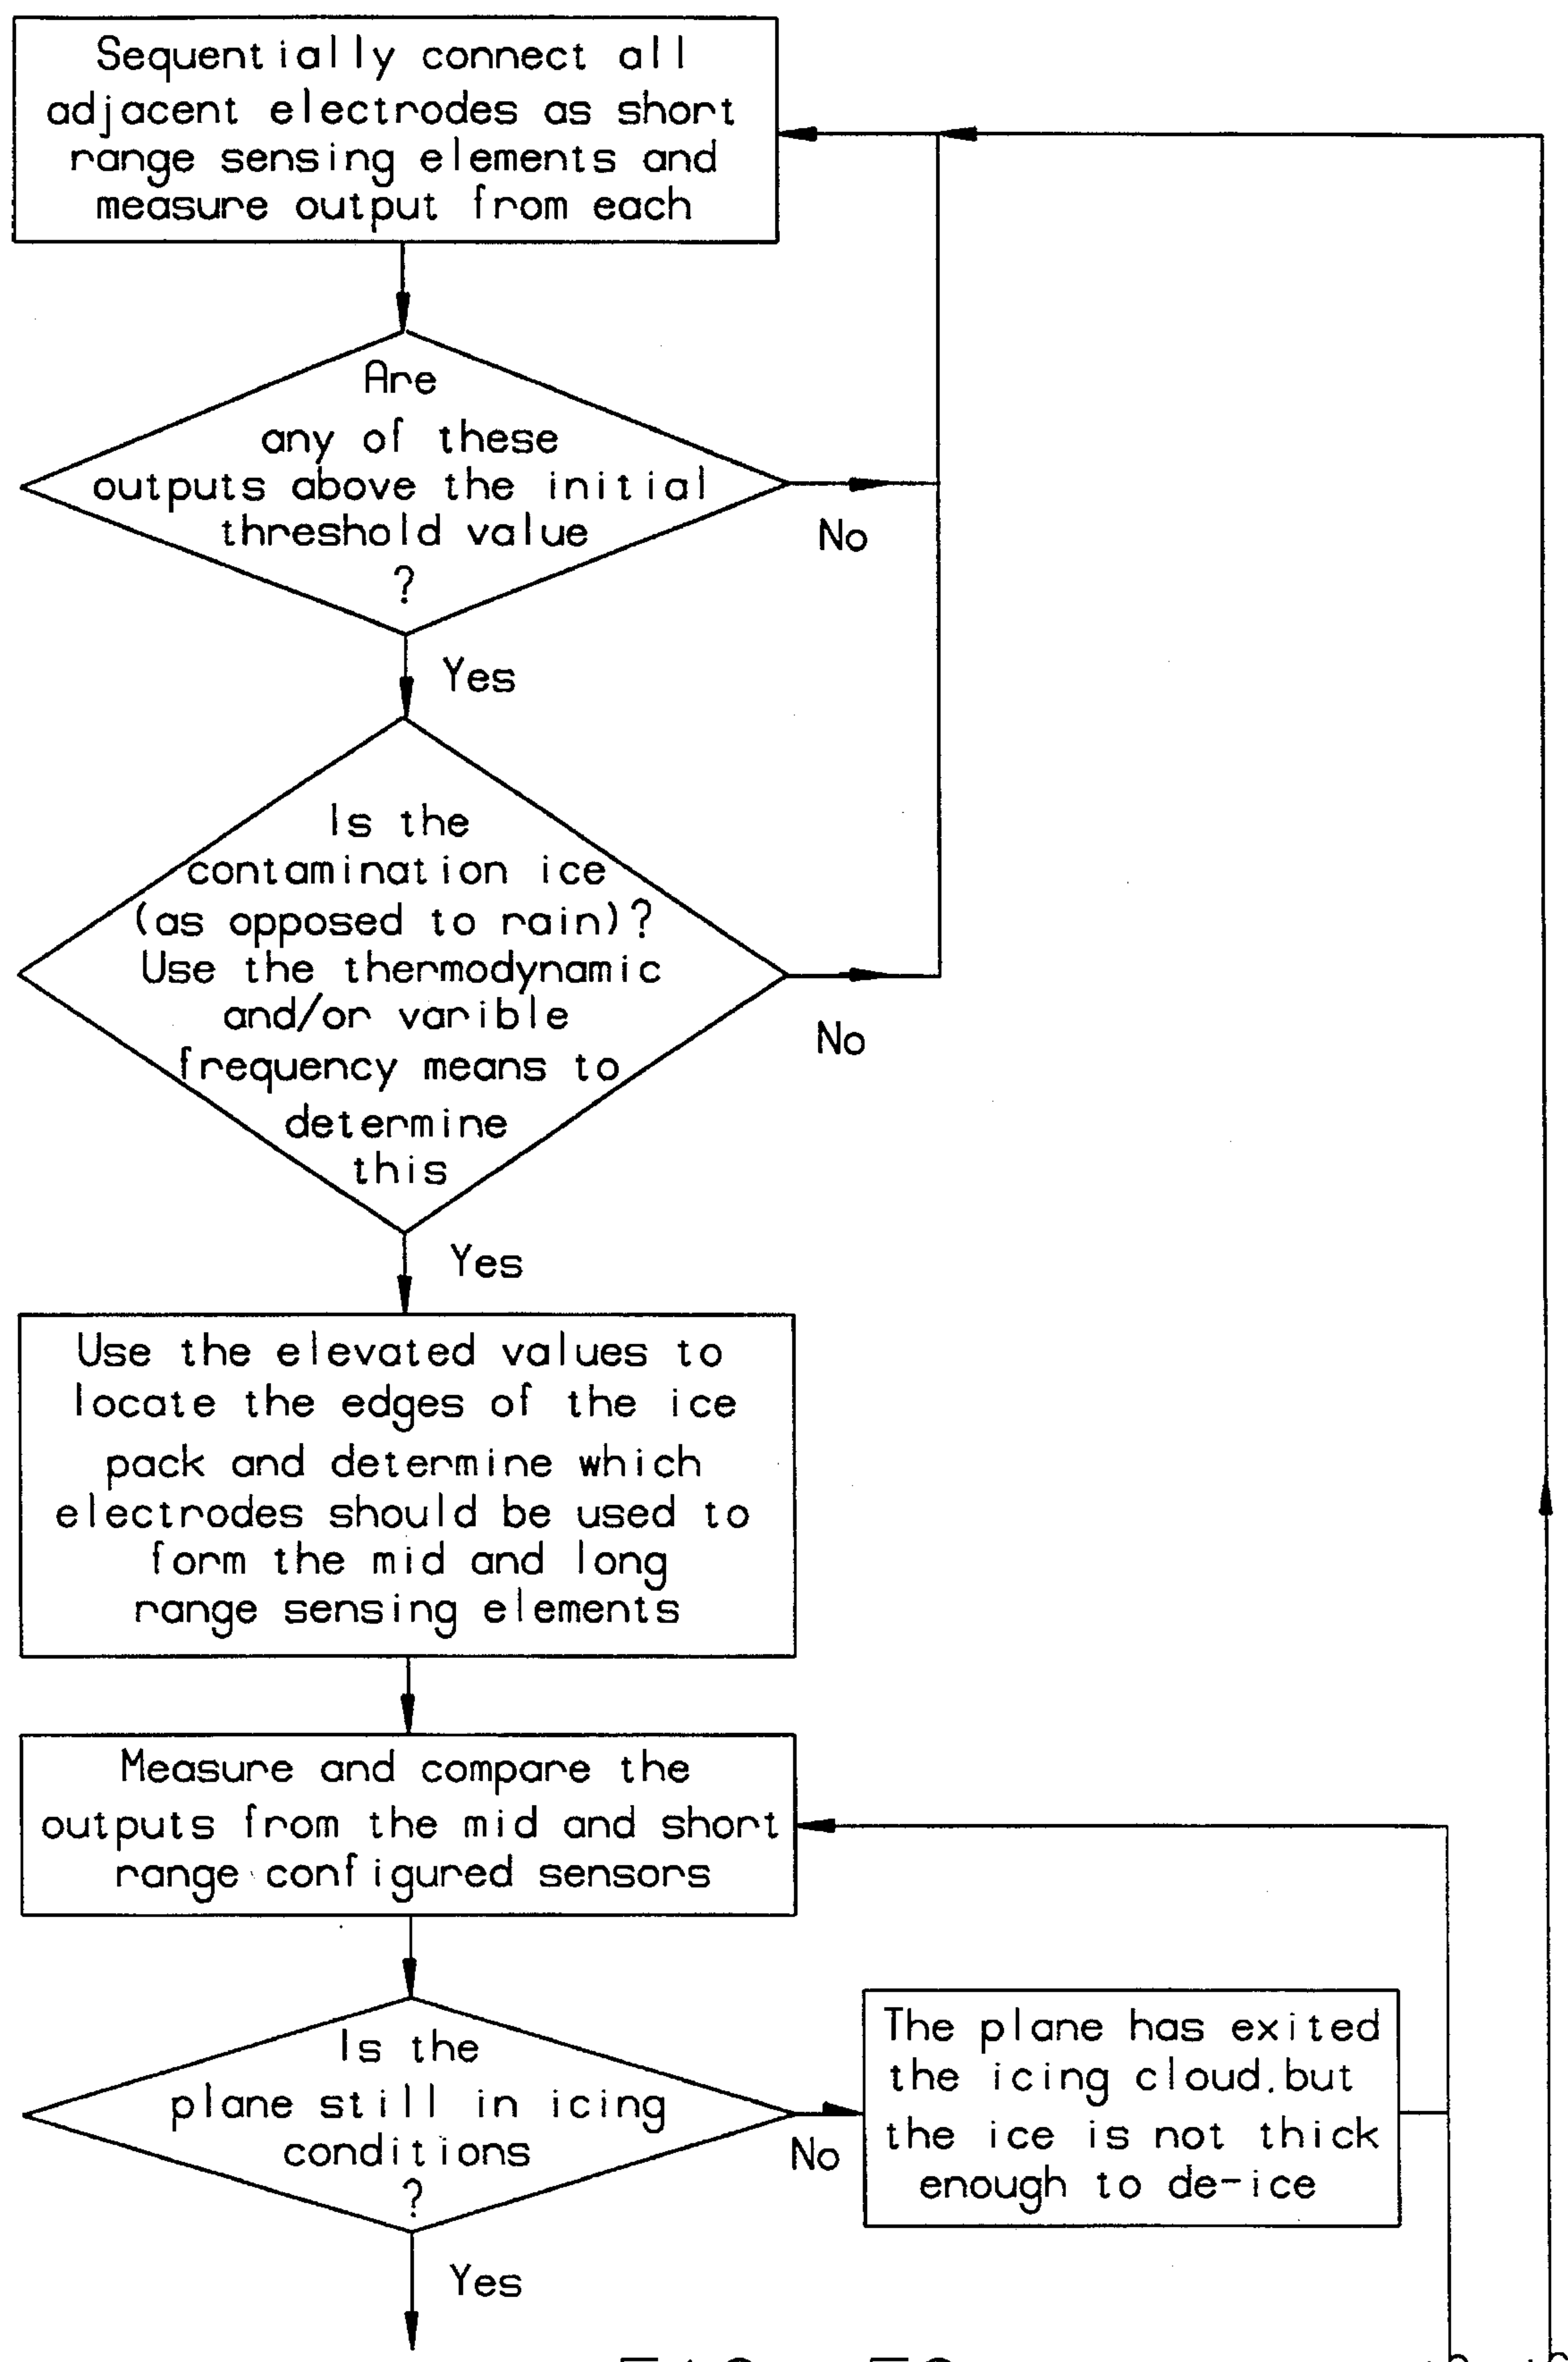 Sequentially connect all
adjacent electrodes as short
range sensing elements and
measure output from each
Are
any of these
outputs above the initial
threshold value
?
No
Yes
Is the
contamination ice
(as opposed to rain)?
Use the thermodynamic
and/or varible
frequency means to
determine
this
No
Yes
Use the elevated values to
locate the edges of the ice
pack and determine which
electrodes should be used to
form the mid and long
range sensing elements
Measure and compare the
outputs from the mid and short
range configured sensors
Is the
plane still in icing
conditions
?
No
The plane has exited
the icing cloud.but
the ice is not thick
enough to de-ice
Yes